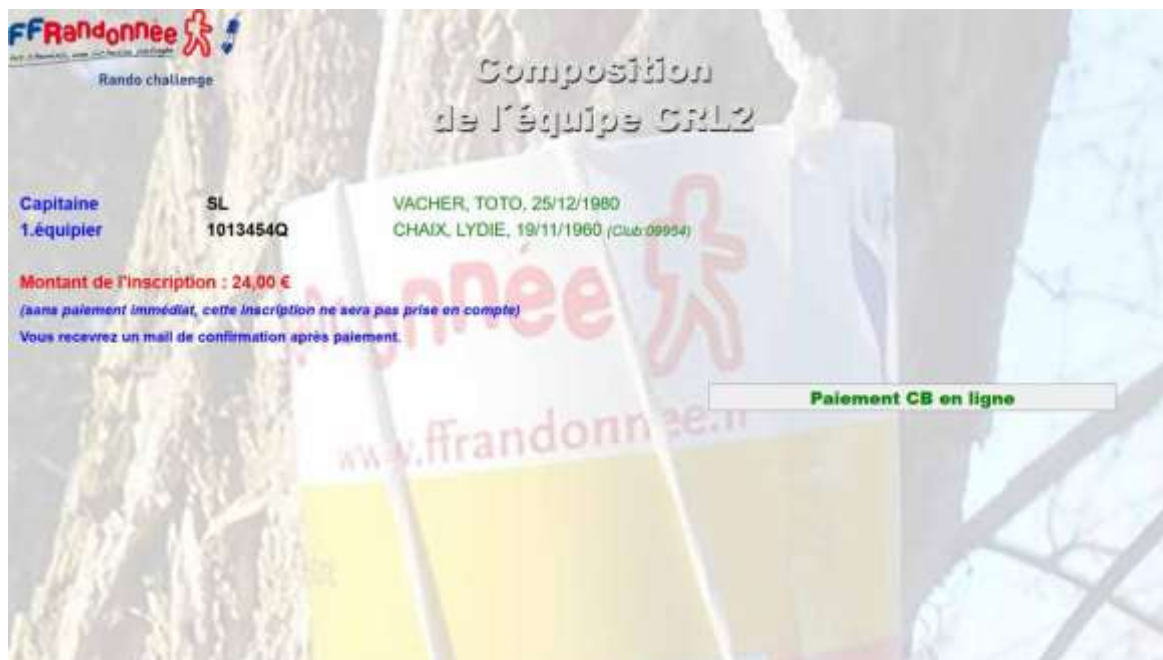 FFRandonnée
Rando challenge
Composition
de l´équipe CRL2
Capitaine SL VACHER, TOTO, 25/12/1980
1.équipier 1013454Q CHAIX, LYDIE, 19/11/1960 (Club:09954)
Montant de l'inscription : 24,00 €
(sans paiement immédiat, cette inscription ne sera pas prise en compte)
Vous recevrez un mail de confirmation après paiement.
Paiement CB en ligne
www.ffrandonnee.fr